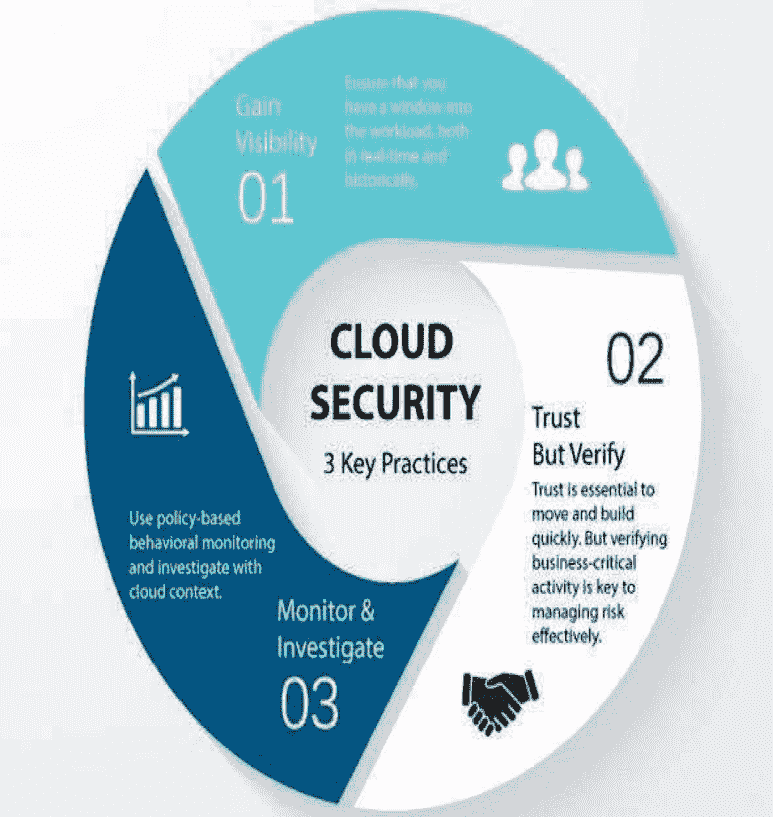 CLOUD
SECURITY
3 Key Practices
Gain
Visibility
01
Ensure that you
have a window into
the workload, both
in real-time and
historically.
02
Trust
But Verify
Trust is essential to
move and build
quickly. But verifying
business-critical
activity is key to
managing risk
effectively.
Use policy-based
behavioral monitoring
and investigate with
cloud context.
Monitor &
Investigate
03